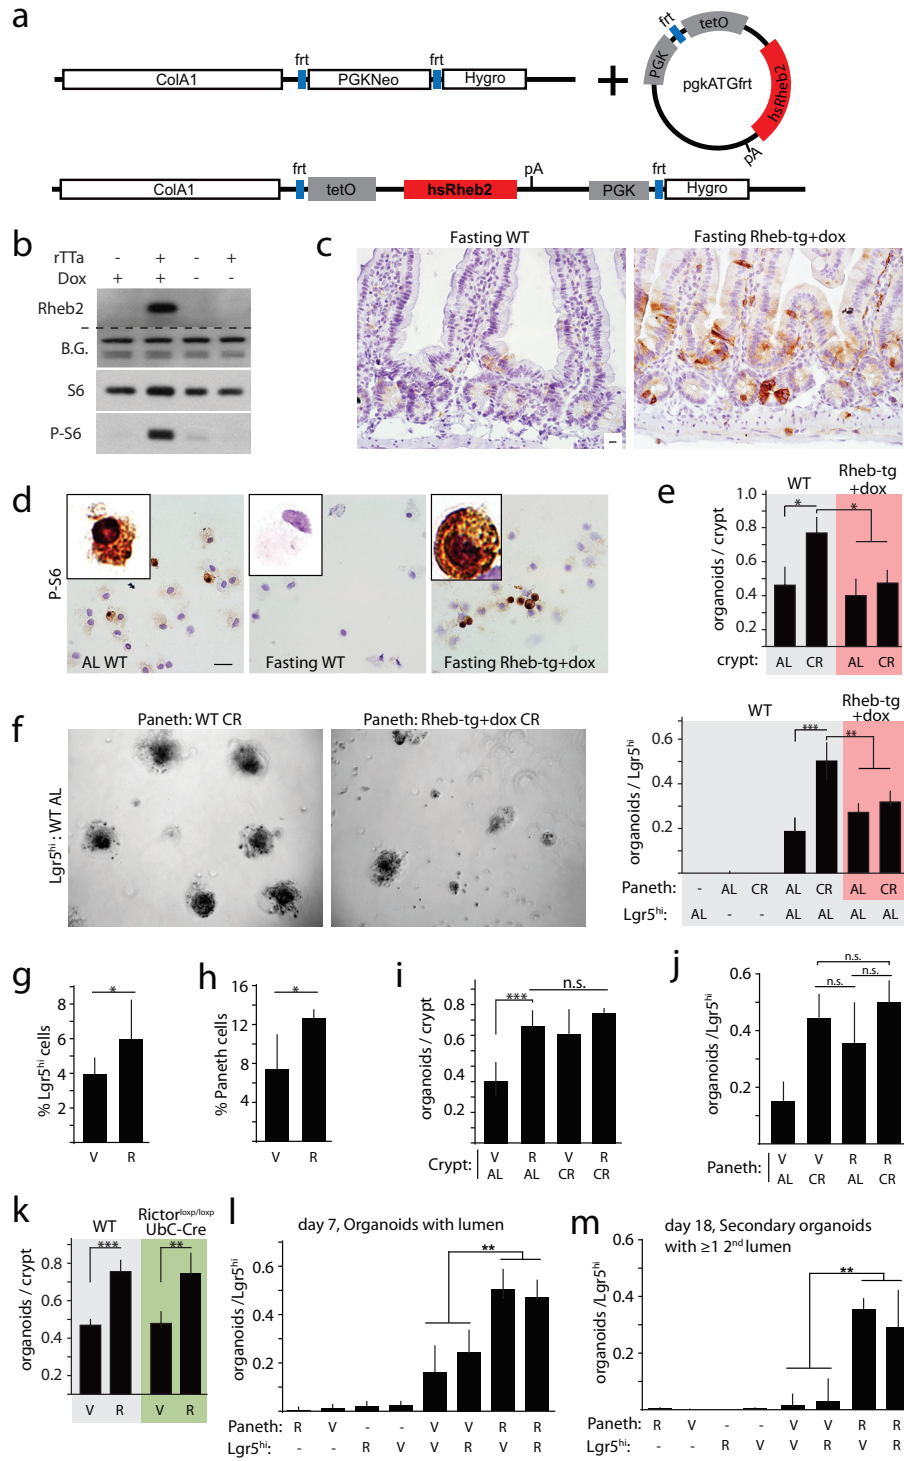 a
frt
frt
ColA1
PGKNeo
Hygro
+
frt
tetO
PGK
pgkATGfrt
hsRheb2
pA
frt
pA
frt
ColA1
tetO
hsRheb2
PGK
Hygro
b
rTTa - + - +
Dox + + - -
Rheb2
B.G.
S6
P-S6
c
Fasting WT
Fasting Rheb-tg+dox
d
P-S6
AL WT
Fasting WT
Fasting Rheb-tg+dox
e
WT
Rheb-tg
+dox
* *
organoids / crypt
1.0
0.8
0.6
0.4
0.2
crypt: AL CR AL CR
f
Paneth: WT CR
Paneth: Rheb-tg+dox CR
Lgr5hi : WT AL
WT
Rheb-tg
+dox
*** **
organoids / Lgr5hi
0.6
0.4
0.2
Paneth: - AL CR AL CR AL CR
Lgr5hi: AL - - AL AL AL AL
g
*
% Lgr5hi cells
8
6
4
2
V R
h
*
% Paneth cells
16
12
8
4
V R
i
n.s.
***
organoids / crypt
0.8
0.6
0.4
0.2
V R V R
Crypt: AL AL CR CR
j
n.s.
n.s. n.s.
organoids /Lgr5hi
0.6
0.4
0.2
V V R R
Paneth: AL CR AL CR
k
WT
Rictorloxp/loxp
UbC-Cre
*** **
organoids / crypt
0.8
0.6
0.4
0.2
V R V R
l
day 7, Organoids with lumen
**
organoids /Lgr5hi
0.6
0.4
0.2
Paneth: R V - - V V R R
Lgr5hi: - - R V V R V R
m
day 18, Secondary organoids
with ≥1 2nd lumen
**
organoids /Lgr5hi
0.6
0.4
0.2
Paneth: R V - - V V R R
Lgr5hi: - - R V V R V R